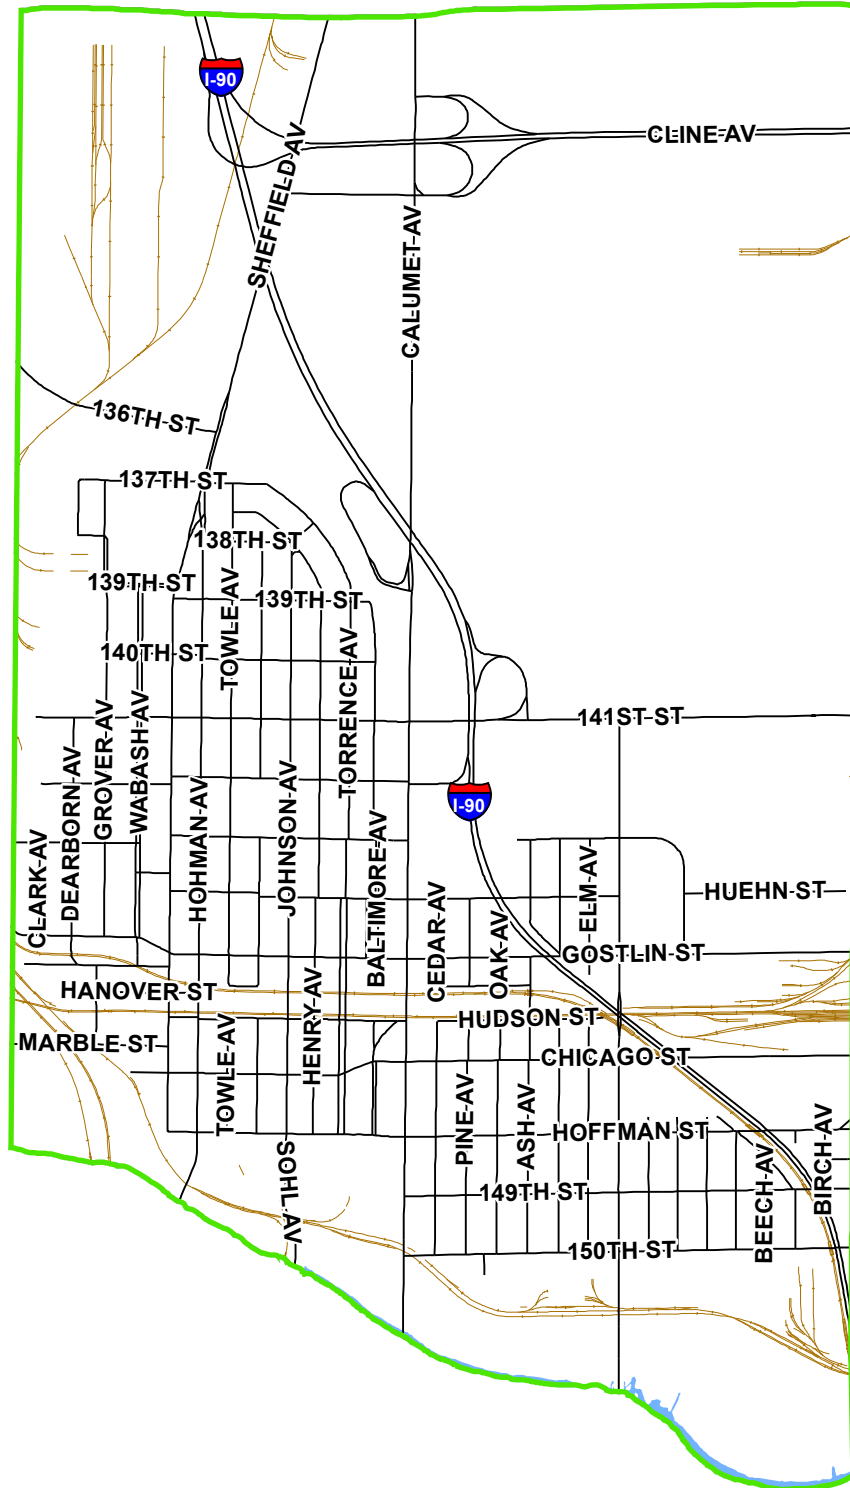 I-90
CLINE AV
SHEFFIELD AV
CALUMET AV
136TH ST
137TH ST
138TH ST
139TH ST
139TH ST
TOWLE AV
140TH ST
TORRENCE AV
141ST ST
GROVER AV
WABASH AV
DEARBORN AV
HOHMAN AV
JOHNSON AV
I-90
BALTIMORE AV
CLARK AV
ELM AV
HUEHN ST
CEDAR AV
OAK AV
GOSTLIN ST
HANOVER ST
HENRY AV
HUDSON ST
MARBLE ST
TOWLE AV
CHICAGO ST
PINE AV
ASH AV
HOFFMAN ST
BIRCH AV
BEECH AV
SOHL AV
149TH ST
150TH ST